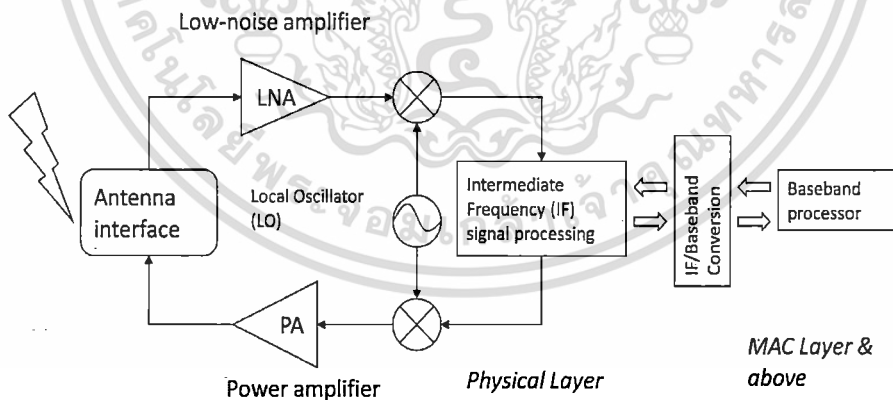 Low-noise amplifier
LNA
Antenna
interface
Local Oscillator
(LO)
Intermediate
Frequency (IF)
signal processing
IF/Baseband
Conversion
Baseband
processor
PA
Power amplifier
Physical Layer
MAC Layer &
above